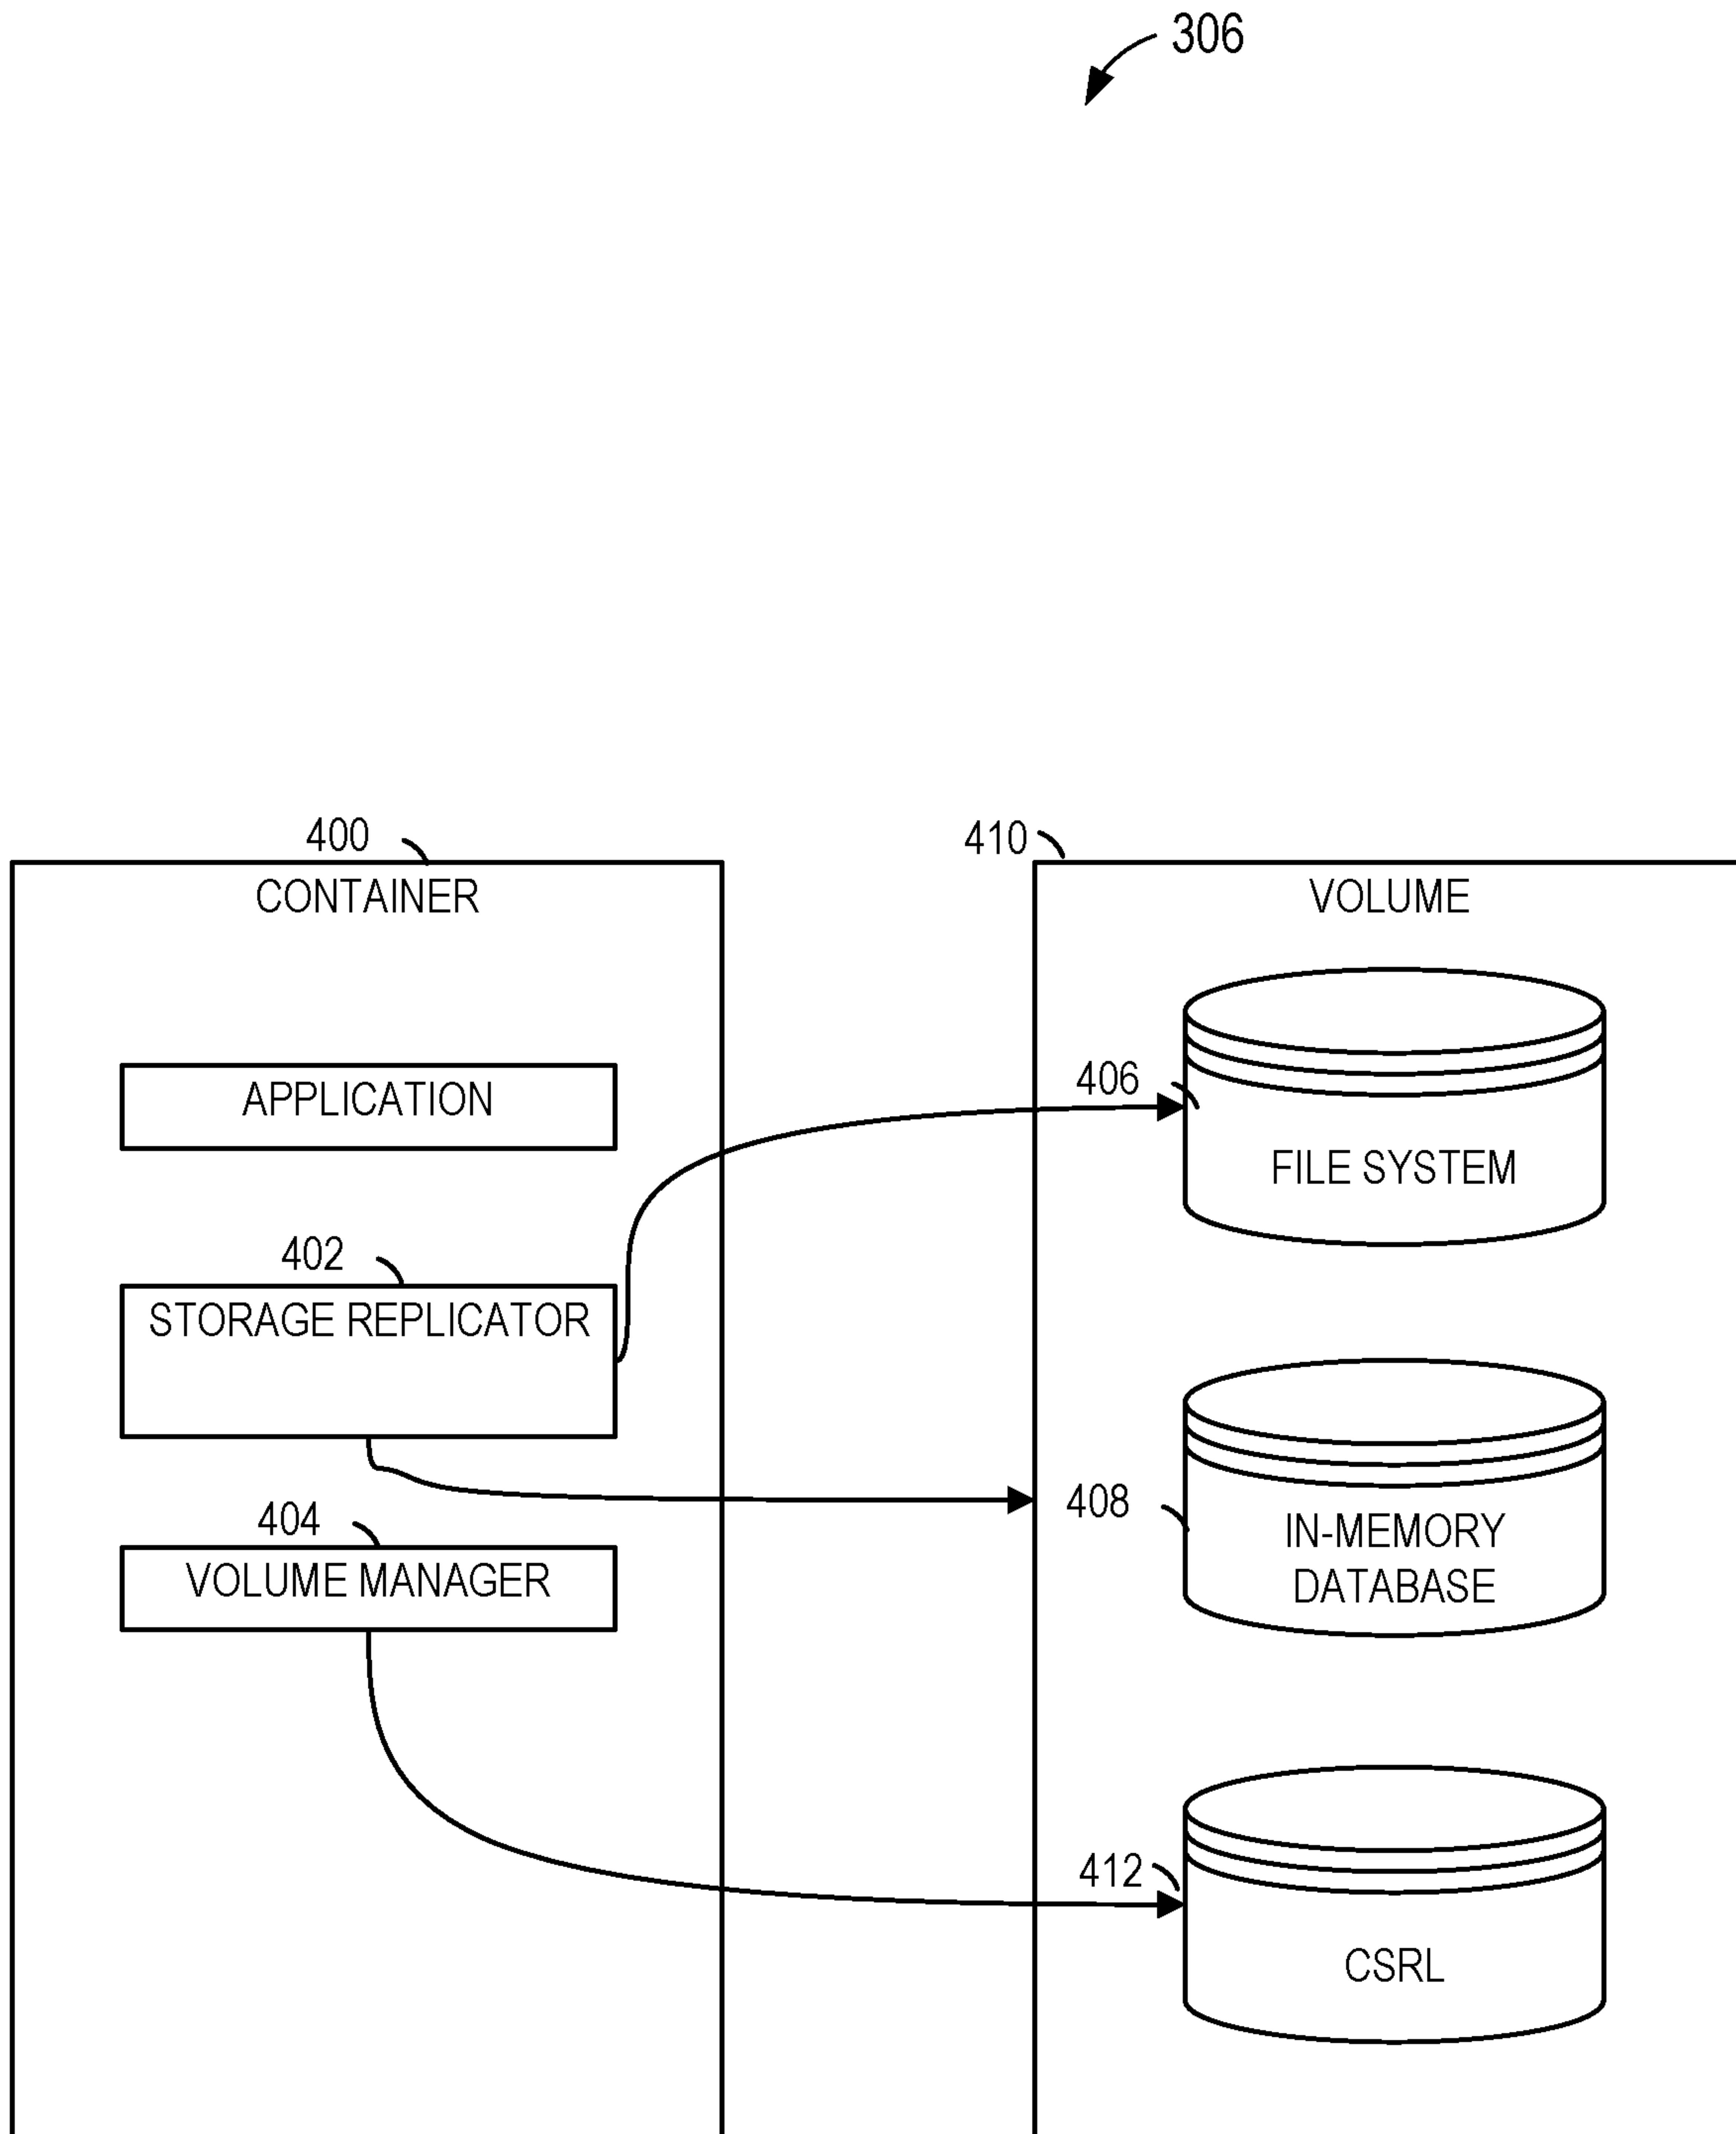 306
400
CONTAINER
APPLICATION
402
STORAGE REPLICATOR
404
VOLUME MANAGER
410
VOLUME
406
FILE SYSTEM
408
IN-MEMORY
DATABASE
412
CSRL